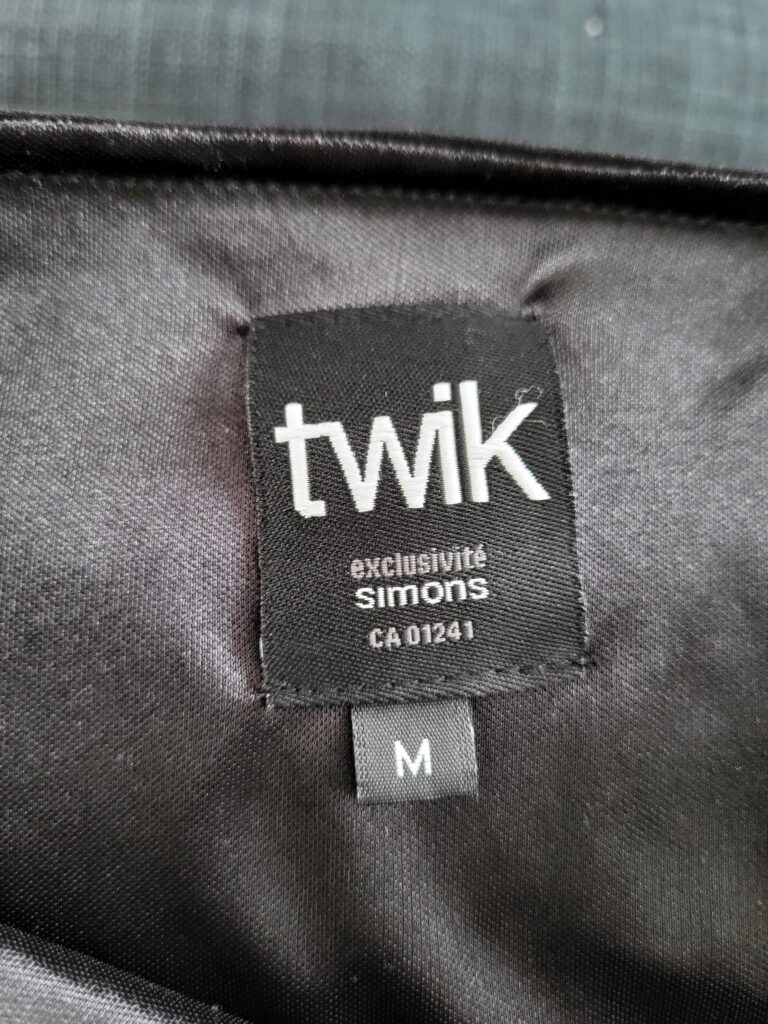 twik
exclusivité
simons
CA 01241
M